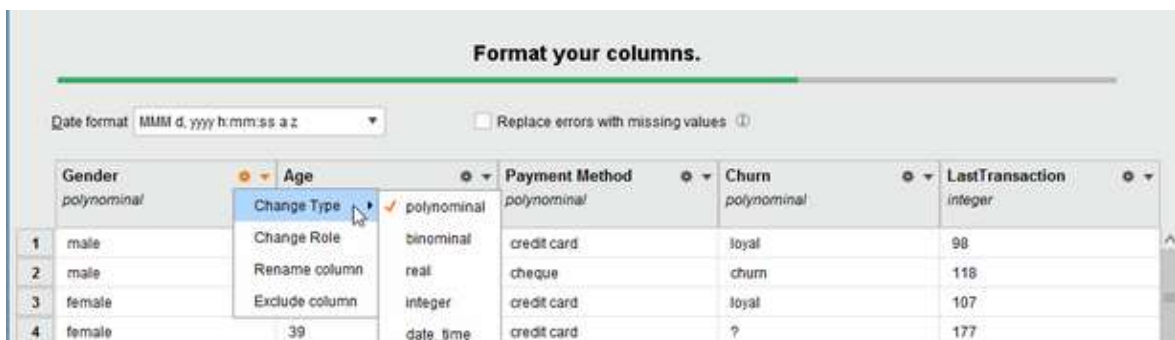 Format your columns.
Date format MMM d, yyyy h:mm:ss a z Replace errors with missing values
Gender Age Payment Method Churn LastTransaction
polynominal polynominal polynominal integer
Change Type polynominal
Change Role binominal
Rename column real
Exclude column integer
date_time
1 male credit card loyal 98
2 male cheque churn 118
3 female credit card loyal 107
4 female 39 credit card ? 177